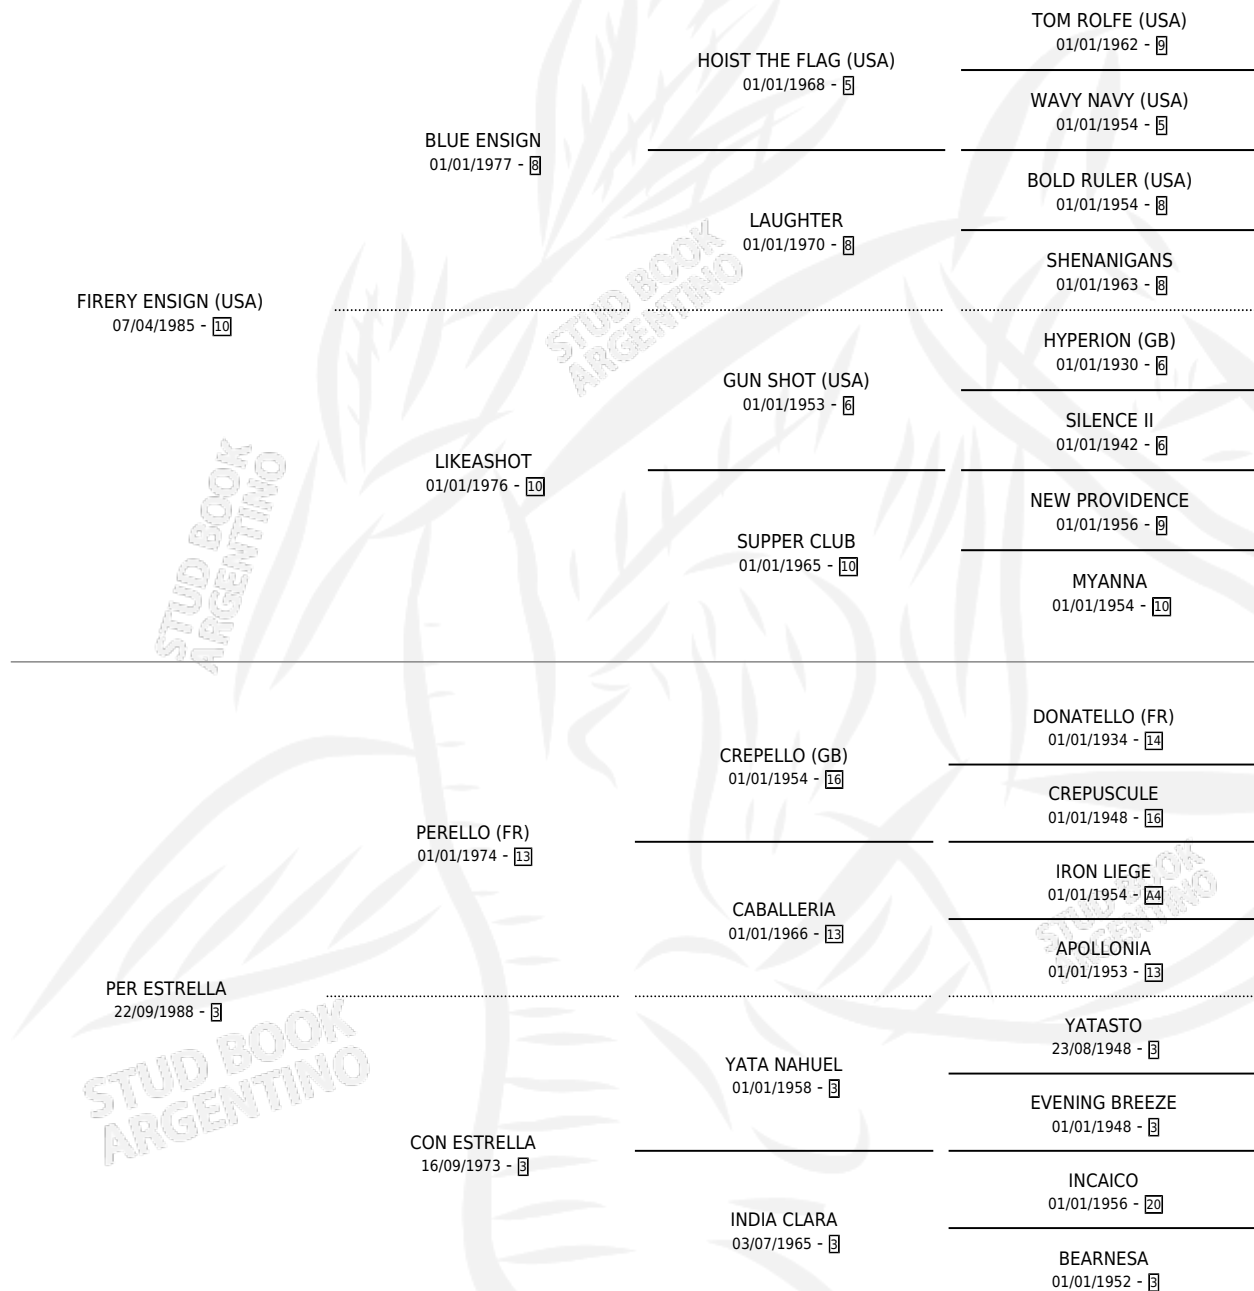 TOM ROLFE (USA)
01/01/1962 - 9
HOIST THE FLAG (USA)
01/01/1968 - 5
WAVY NAVY (USA)
01/01/1954 - 5
BLUE ENSIGN
01/01/1977 - 8
BOLD RULER (USA)
01/01/1954 - 8
LAUGHTER
01/01/1970 - 8
SHENANIGANS
01/01/1963 - 8
FIRERY ENSIGN (USA)
07/04/1985 - 10
HYPERION (GB)
01/01/1930 - 6
GUN SHOT (USA)
01/01/1953 - 6
SILENCE II
01/01/1942 - 6
LIKEASHOT
01/01/1976 - 10
NEW PROVIDENCE
01/01/1956 - 9
SUPPER CLUB
01/01/1965 - 10
MYANNA
01/01/1954 - 10
DONATELLO (FR)
01/01/1934 - 14
CREPELLO (GB)
01/01/1954 - 16
CREPUSCULE
01/01/1948 - 16
PERELLO (FR)
01/01/1974 - 13
IRON LIEGE
01/01/1954 - A4
CABALLERIA
01/01/1966 - 13
APOLLONIA
01/01/1953 - 13
PER ESTRELLA
22/09/1988 - 3
YATASTO
23/08/1948 - 3
YATA NAHUEL
01/01/1958 - 3
EVENING BREEZE
01/01/1948 - 3
CON ESTRELLA
16/09/1973 - 3
INCAICO
01/01/1956 - 20
INDIA CLARA
03/07/1965 - 3
BEARNESA
01/01/1952 - 3
STUD BOOK
ARGENTINO
STUD BOOK
ARGENTINO
STUD BOOK
ARGENTINO
STUD BOOK
ARGENTINO